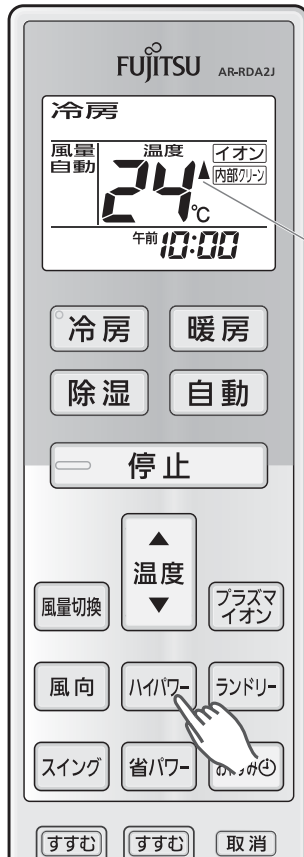 FUJITSU AR-RDA2J
冷房
風量 温度 イオン
自動 24℃ ▲ 内部クリーン
午前 10:00
冷房 暖房
除湿 自動
停止
▲
温度
▼
風量切換 プラズマ
イオン
風向 ハイパワー ランドリー
スイング 省パワー
すすむ すすむ 取消